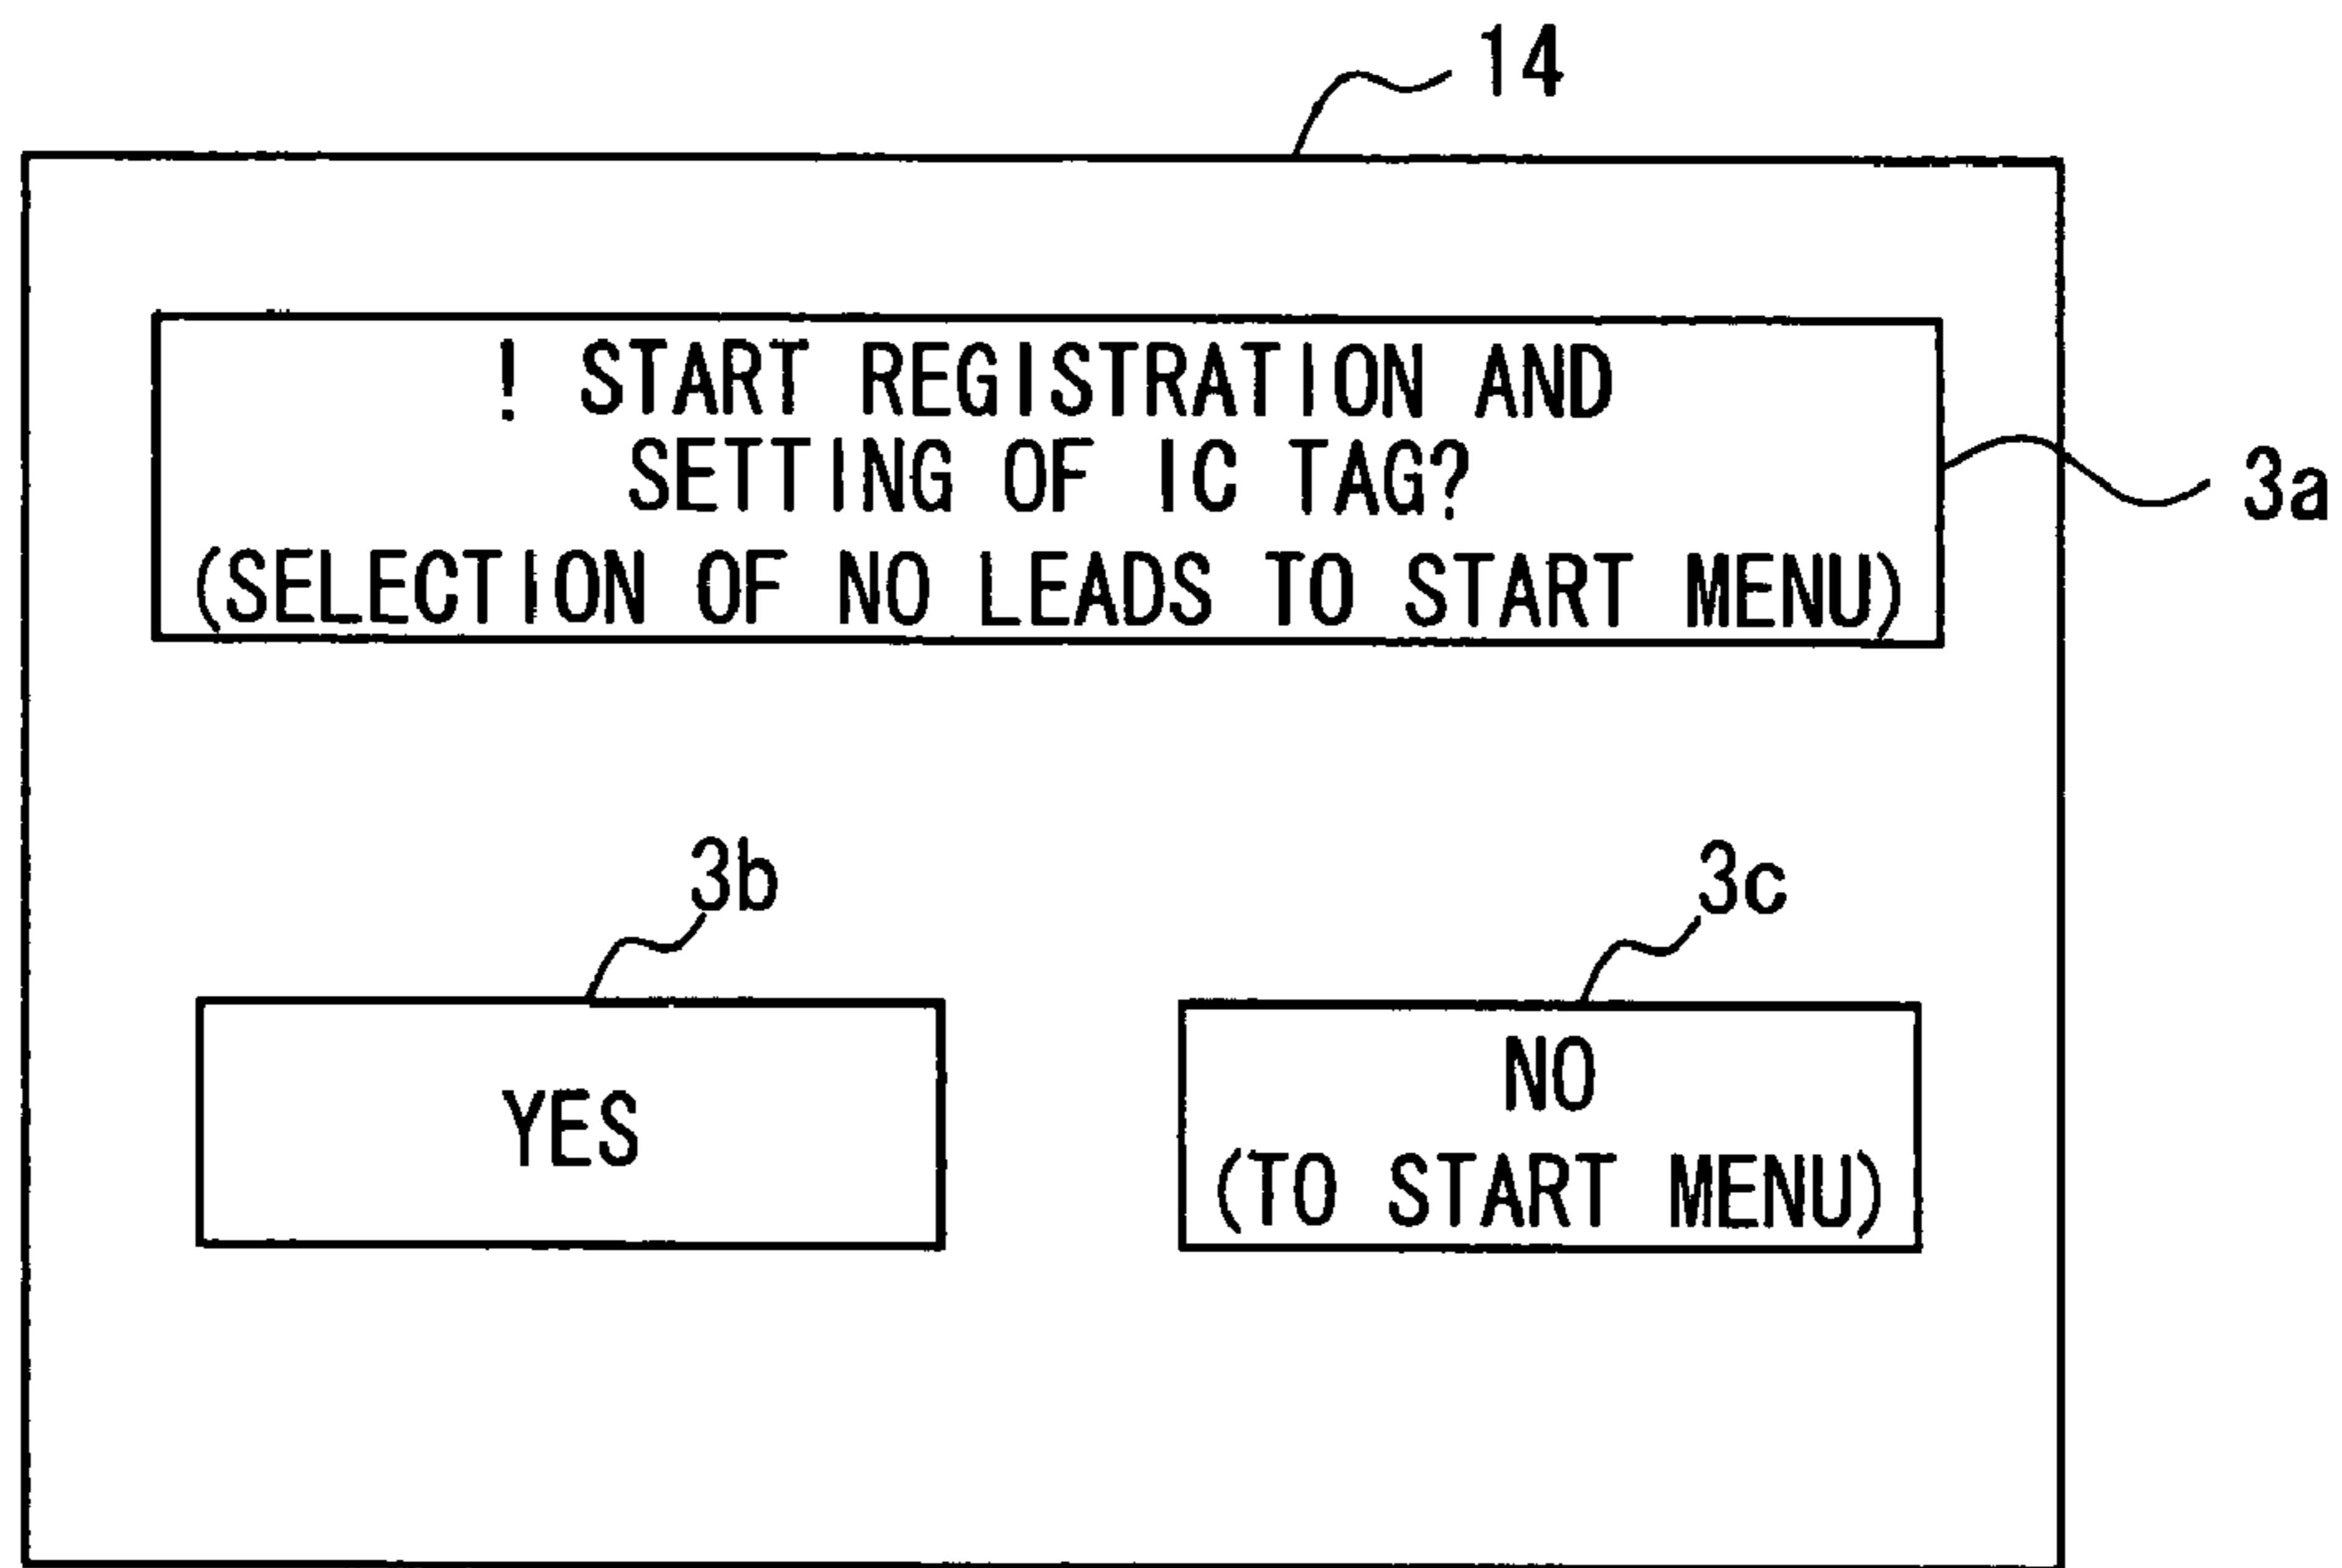 14
! START REGISTRATION AND
SETTING OF IC TAG?
(SELECTION OF NO LEADS TO START MENU)
3a
3b
3c
YES
NO
(TO START MENU)